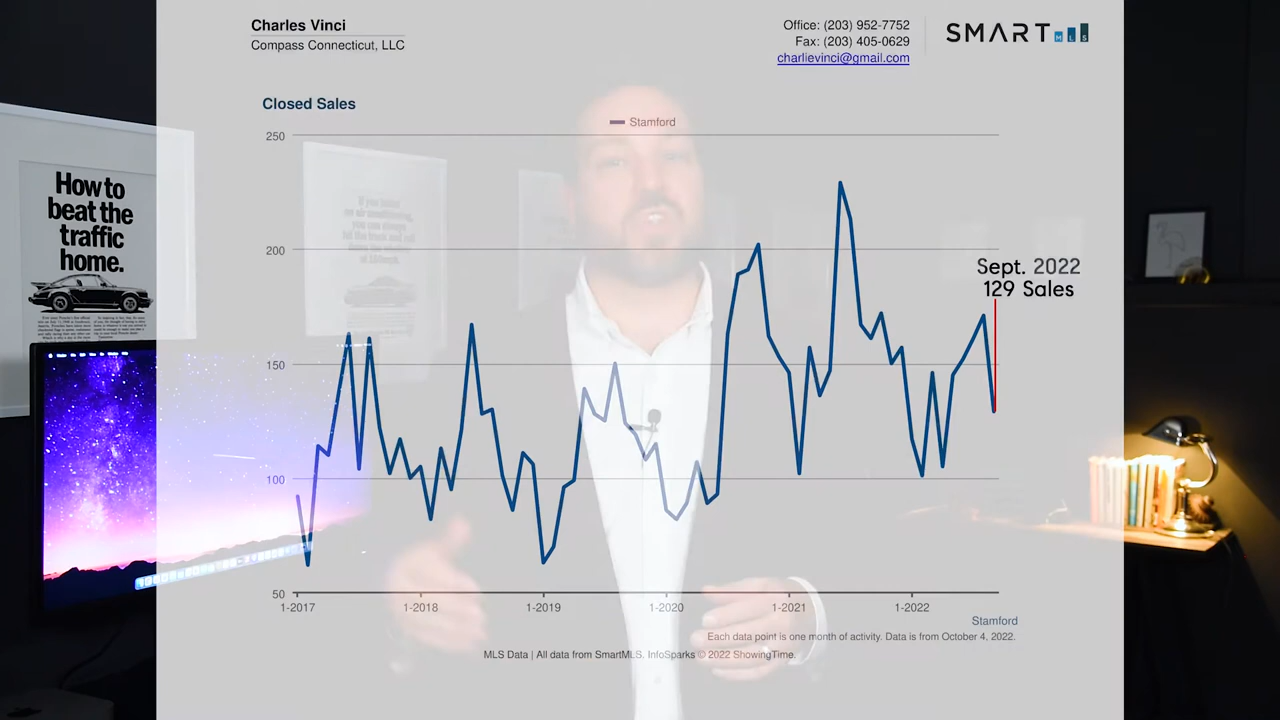 Charles Vinci
Compass Connecticut, LLC
Office: (203) 952-7752
Fax: (203) 405-0629
charlievinci@gmail.com
SMART MLS
Closed Sales
Stamford
250
200
150
100
50
Sept. 2022
129 Sales
1-2017
1-2018
1-2019
1-2020
1-2021
1-2022
Stamford
Each data point is one month of activity. Data is from October 4, 2022.
MLS Data | All data from SmartMLS. InfoSparks © 2022 ShowingTime.
How to
beat the
traffic
home.